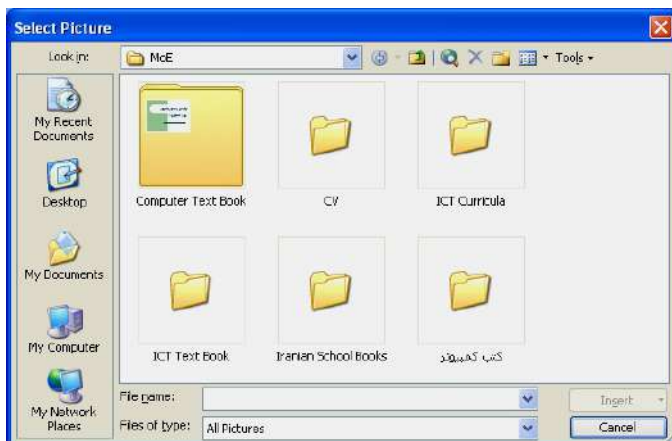 Select Picture
Look in: MoE Tools
My Recent
Documents
Desktop
My Documents
My Computer
My Network
Places
Computer Text Book CV ICT Curricula
ICT Text Book Iranian School Books کتب کمپیوتر
File name: Insert
Files of type: All Pictures Cancel